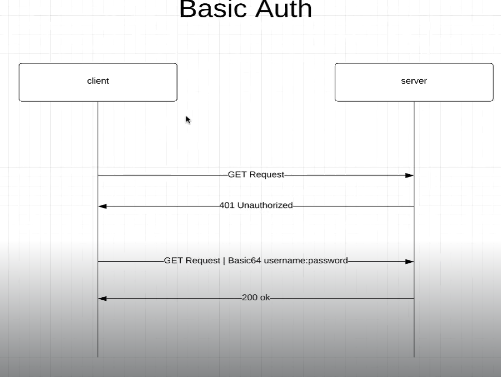 Basic Auth
client
server
GET Request
401 Unauthorized
GET Request | Basic64 username:password
200 ok